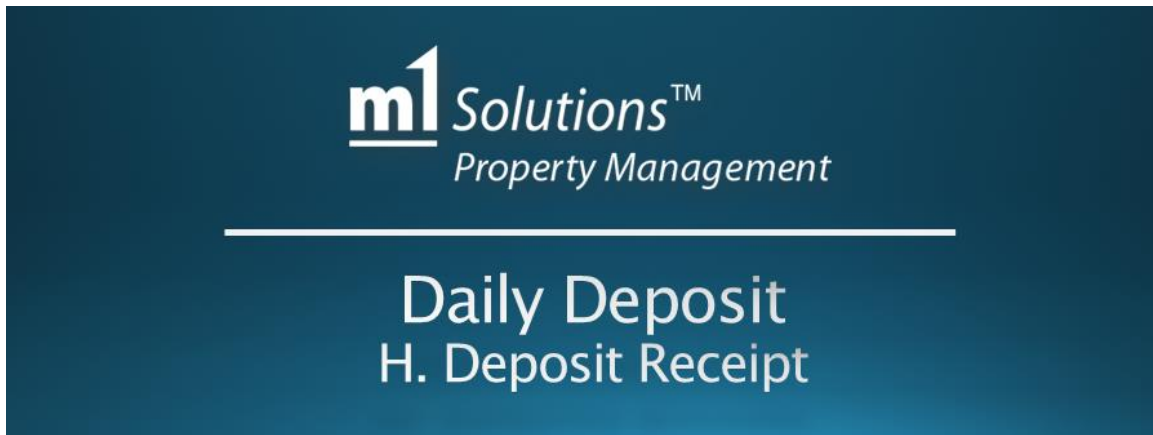 m1 Solutions™
Property Management
Daily Deposit
H. Deposit Receipt